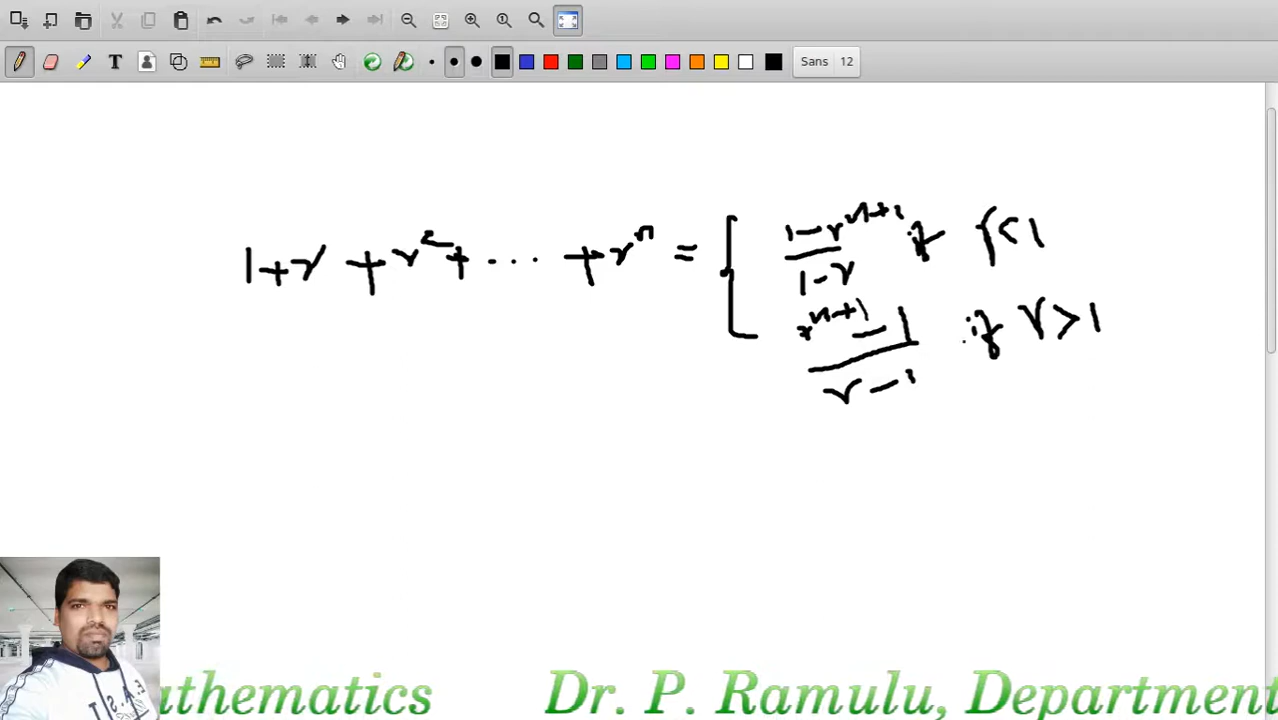 Sans 12
1+r+r²+ ... +rⁿ = { (1-rⁿ⁺¹)/(1-r) if r<1
(rⁿ⁺¹-1)/(r-1) if r>1
athematics Dr. P. Ramulu, Department